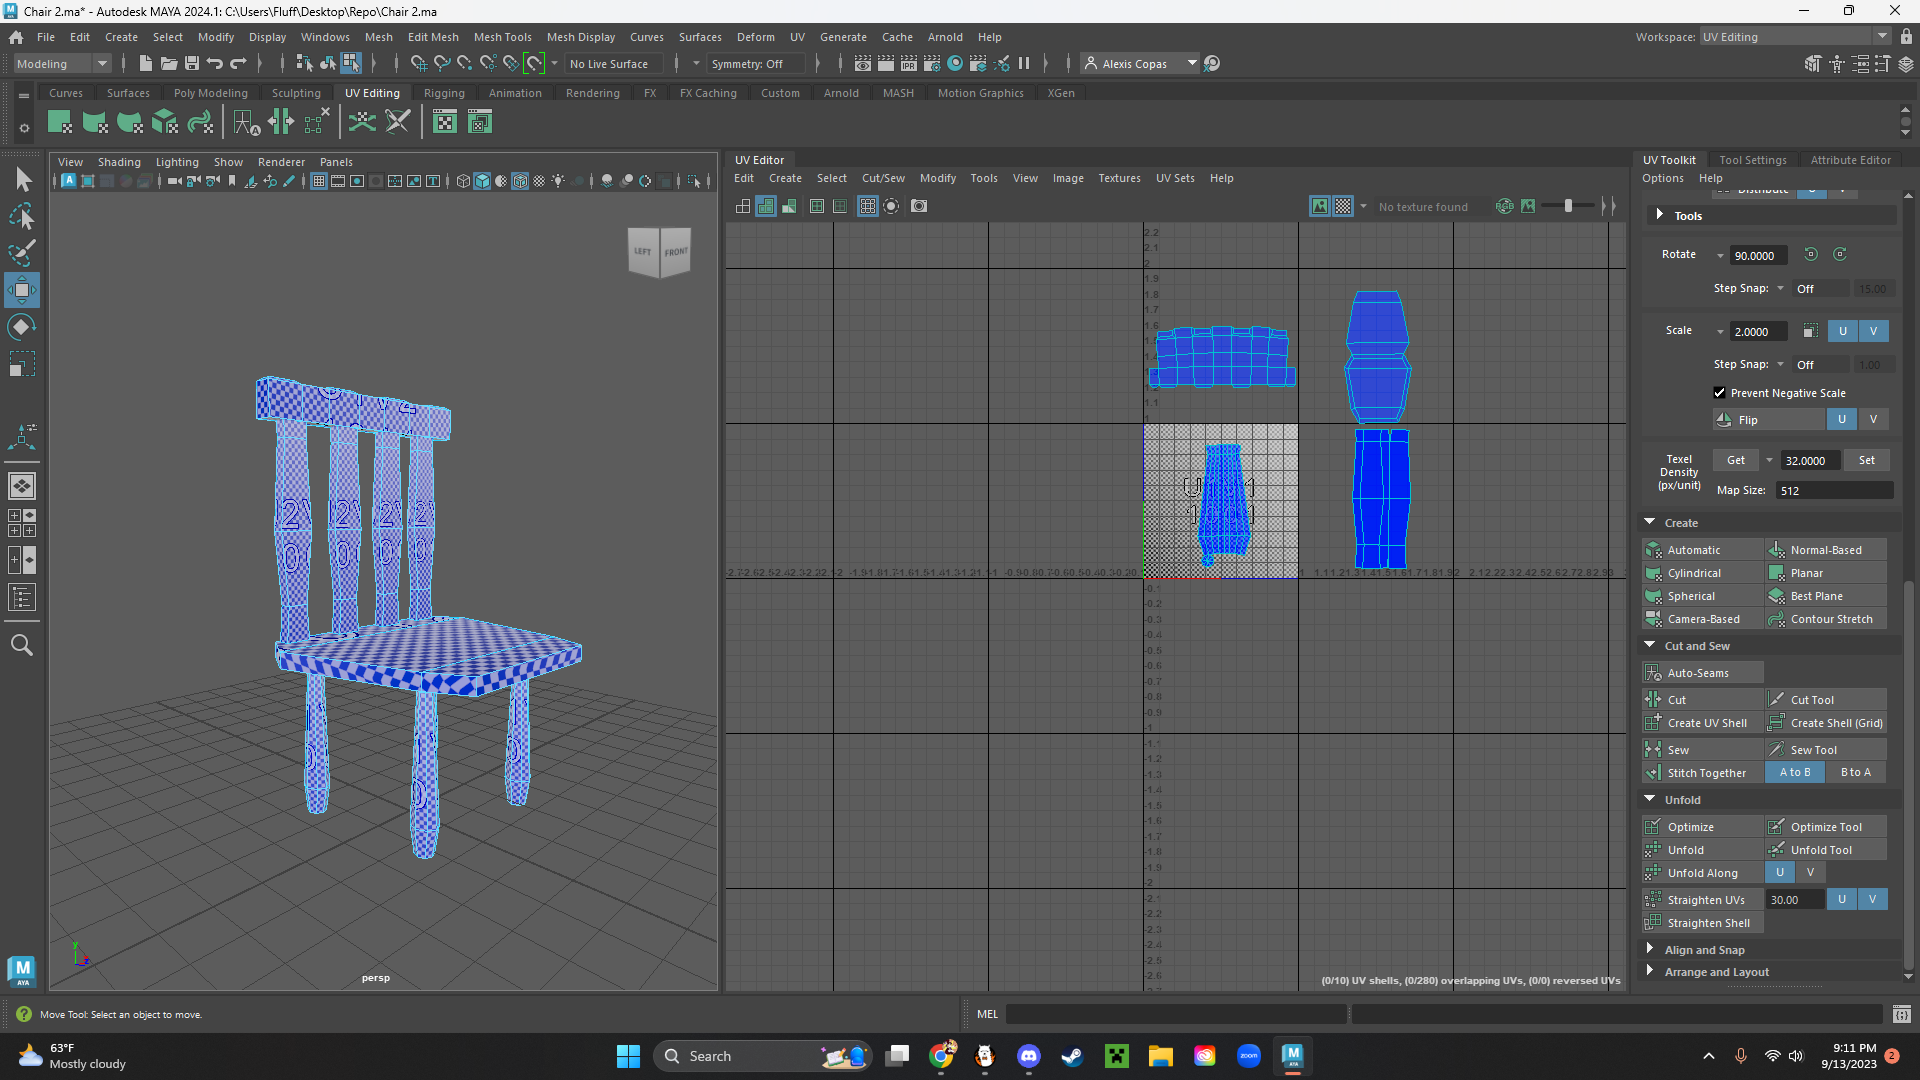 Chair 2.ma* - Autodesk MAYA 2024.1: C:\Users\Fluff\Desktop\Repo\Chair 2.ma
File Edit Create Select Modify Display Windows Mesh Edit Mesh Mesh Tools Mesh Display Curves Surfaces Deform UV Generate Cache Arnold Help
Workspace: UV Editing
Modeling
No Live Surface
Symmetry: Off
Alexis Copas
Curves Surfaces Poly Modeling Sculpting UV Editing Rigging Animation Rendering FX FX Caching Custom Arnold MASH Motion Graphics XGen
View Shading Lighting Show Renderer Panels
LEFT FRONT
persp
UV Editor
Edit Create Select Cut/Sew Modify Tools View Image Textures UV Sets Help
No texture found
(0/10) UV shells, (0/280) overlapping UVs, (0/0) reversed UVs
UV Toolkit Tool Settings Attribute Editor
Options Help
Tools
Rotate 90.0000
Step Snap: Off 15.00
Scale 2.0000 U V
Step Snap: Off 1.00
Prevent Negative Scale
Flip U V
Texel Density (px/unit) Get 32.0000 Set
Map Size: 512
Create
Automatic Normal-Based
Cylindrical Planar
Spherical Best Plane
Camera-Based Contour Stretch
Cut and Sew
Auto-Seams
Cut Cut Tool
Create UV Shell Create Shell (Grid)
Sew Sew Tool
Stitch Together A to B B to A
Unfold
Optimize Optimize Tool
Unfold Unfold Tool
Unfold Along U V
Straighten UVs 30.00 U V
Straighten Shell
Align and Snap
Arrange and Layout
Move Tool: Select an object to move.
MEL
63°F
Mostly cloudy
Search
zoom
9:11 PM
9/13/2023
2